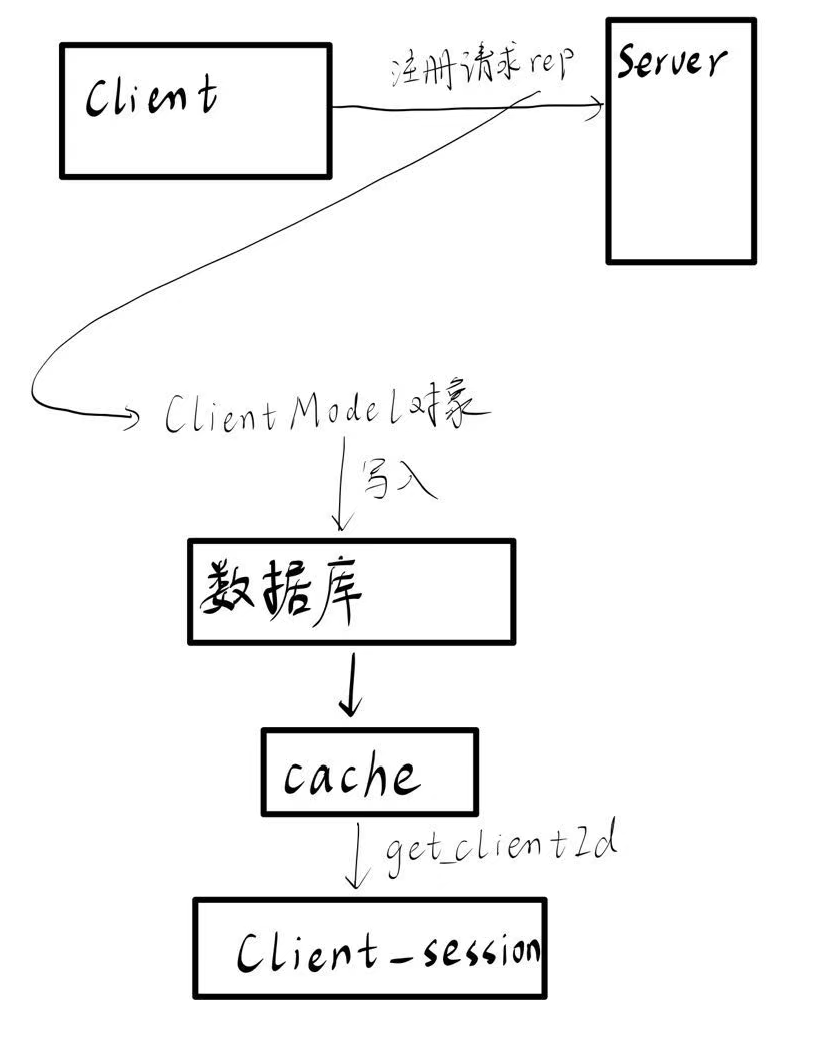 Client
注册请求rep
Server
ClientModel对象
写入
数据库
cache
get_clientId
Client_session